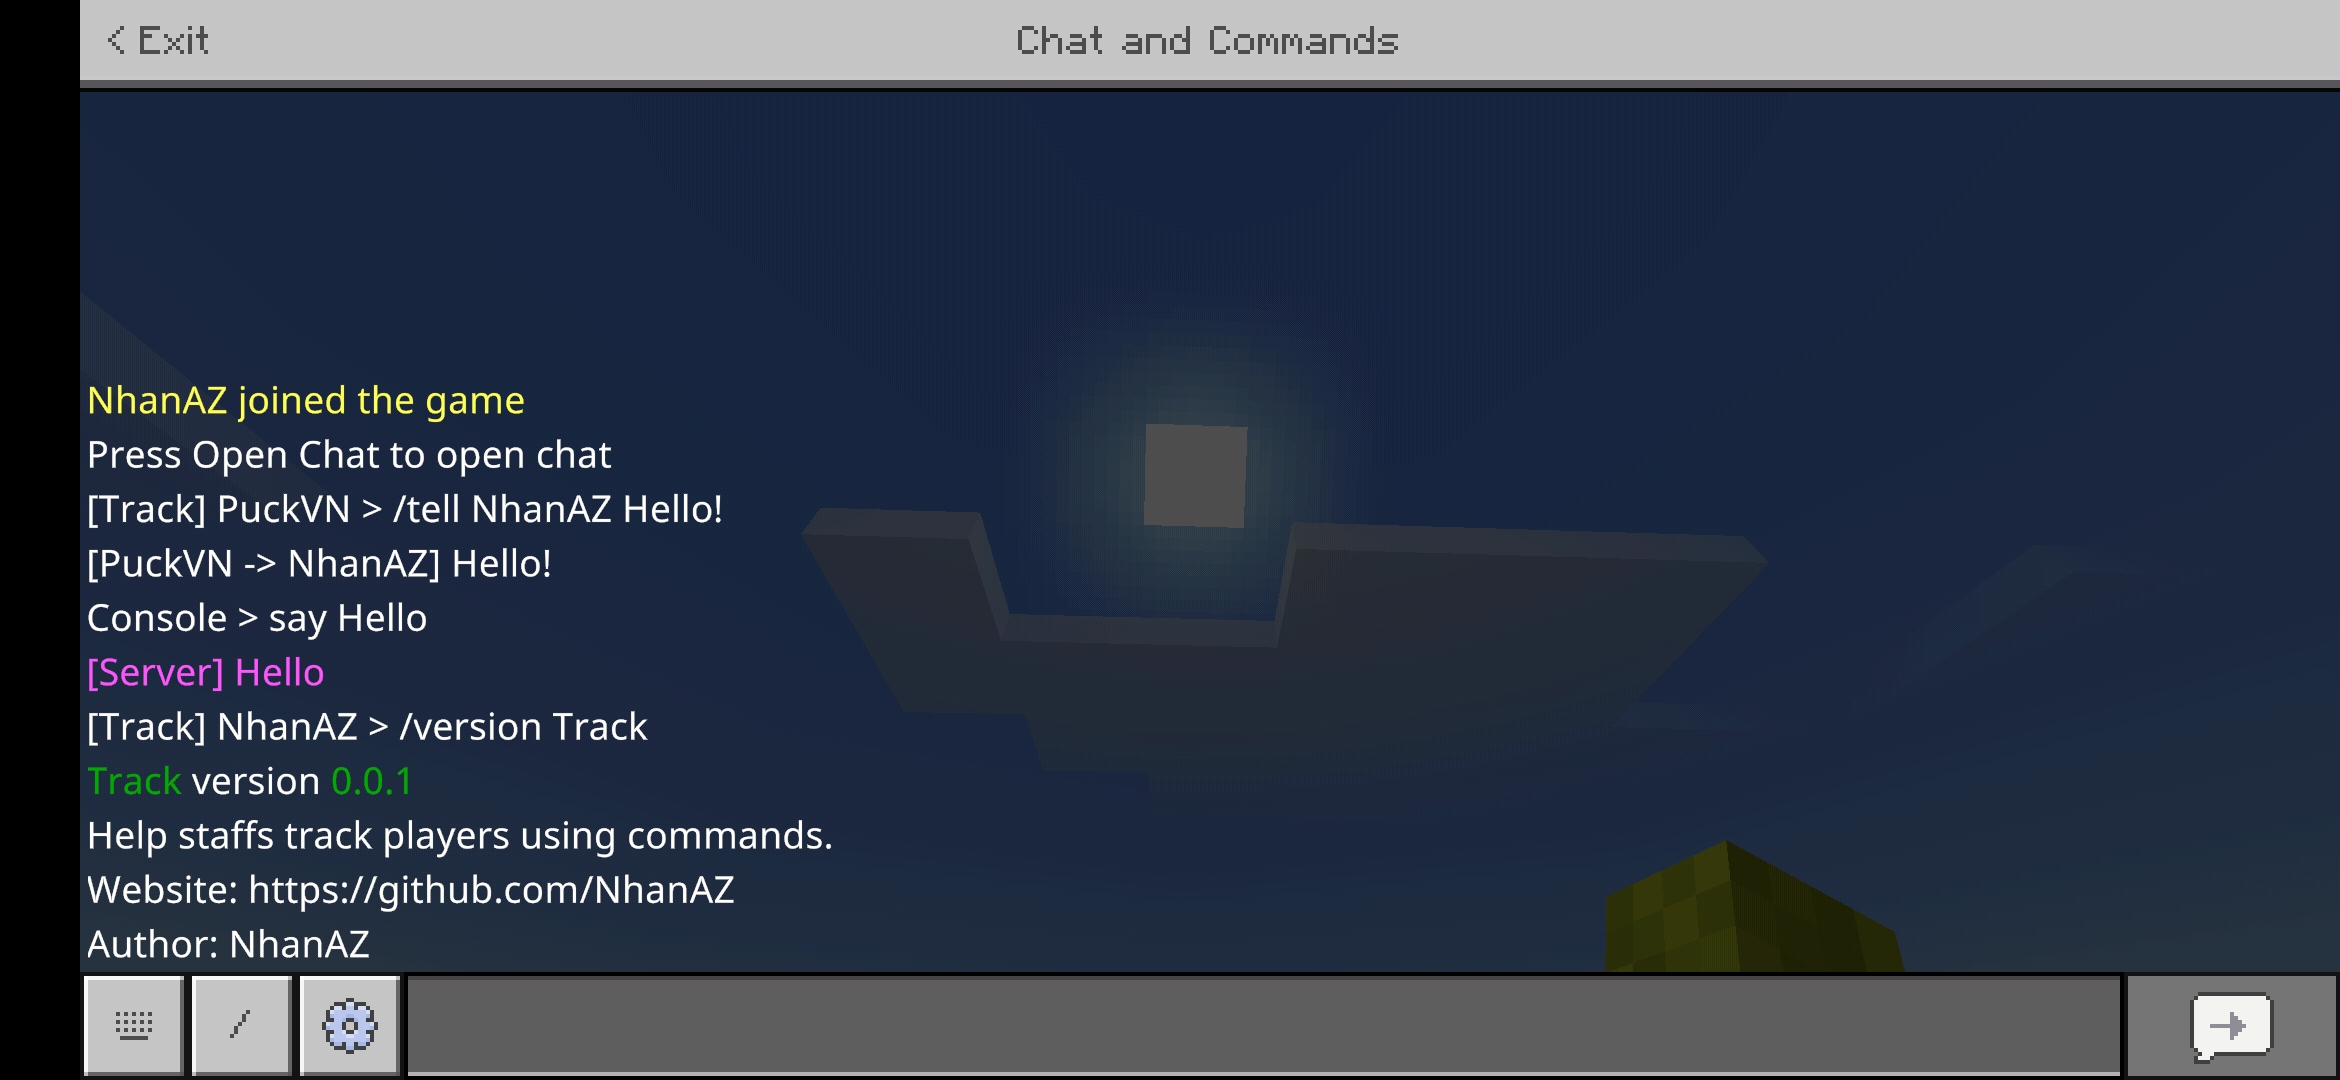 < Exit
Chat and Commands
NhanAZ joined the game
Press Open Chat to open chat
[Track] PuckVN > /tell NhanAZ Hello!
[PuckVN -> NhanAZ] Hello!
Console > say Hello
[Server] Hello
[Track] NhanAZ > /version Track
Track version 0.0.1
Help staffs track players using commands.
Website: https://github.com/NhanAZ
Author: NhanAZ
/